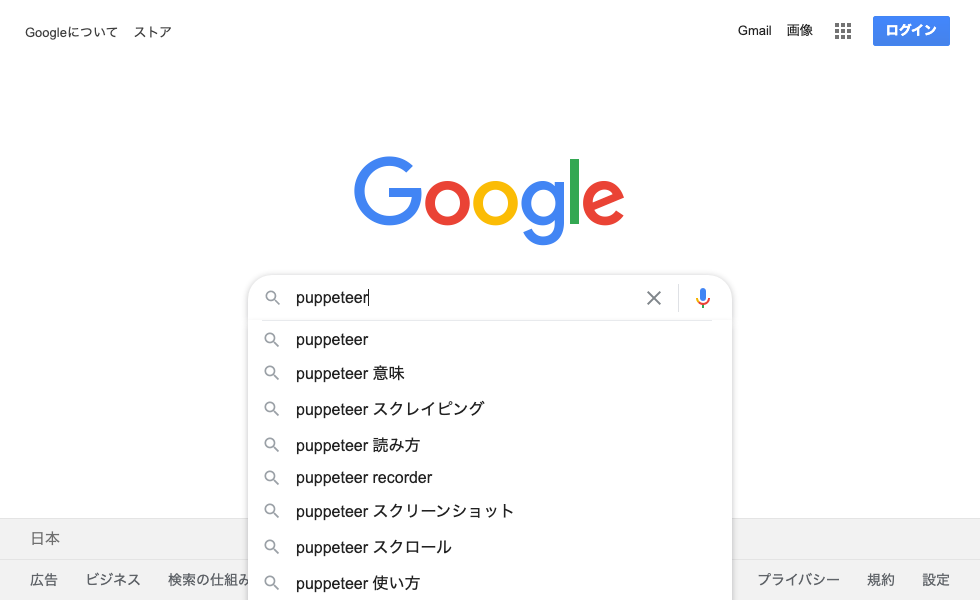 Googleについて ストア Gmail 画像 ログイン
Google
puppeteer
puppeteer
puppeteer 意味
puppeteer スクレイピング
puppeteer 読み方
puppeteer recorder
puppeteer スクリーンショット
日本
puppeteer スクロール
広告 ビジネス 検索の仕組み puppeteer 使い方 プライバシー 規約 設定